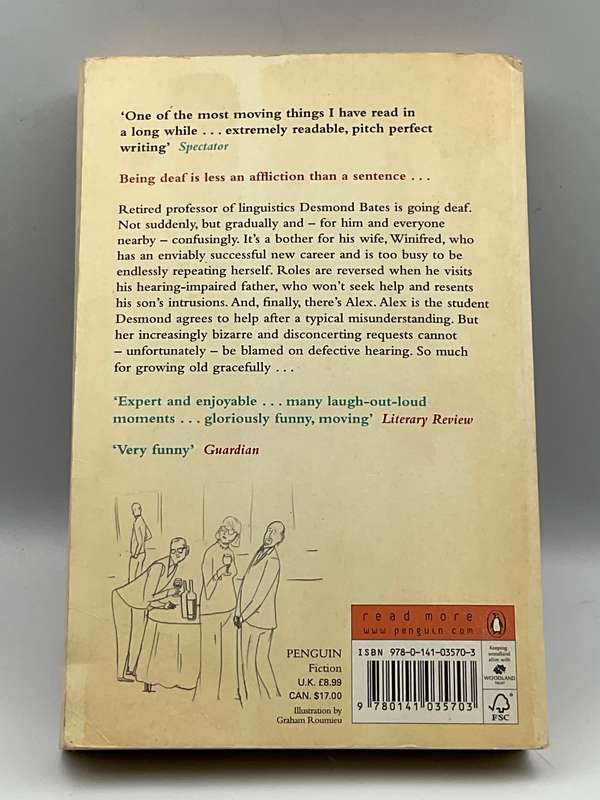 ‘One of the most moving things I have read in
a long while . . . extremely readable, pitch perfect
writing’ Spectator
Being deaf is less an affliction than a sentence . . .
Retired professor of linguistics Desmond Bates is going deaf.
Not suddenly, but gradually and – for him and everyone
nearby – confusingly. It’s a bother for his wife, Winifred, who
has an enviably successful new career and is too busy to be
endlessly repeating herself. Roles are reversed when he visits
his hearing-impaired father, who won’t seek help and resents
his son’s intrusions. And, finally, there’s Alex. Alex is the student
Desmond agrees to help after a typical misunderstanding. But
her increasingly bizarre and disconcerting requests cannot
– unfortunately – be blamed on defective hearing. So much
for growing old gracefully . . .
‘Expert and enjoyable . . . many laugh-out-loud
moments . . . gloriously funny, moving’ Literary Review
‘Very funny’ Guardian
PENGUIN
Fiction
U.K. £8.99
CAN. $17.00
Illustration by
Graham Roumieu
read more
www.penguin.com
ISBN 978-0-141-03570-3
9 780141 035703
Keeping
woodland
alive with
WOODLAND
TRUST
FSC